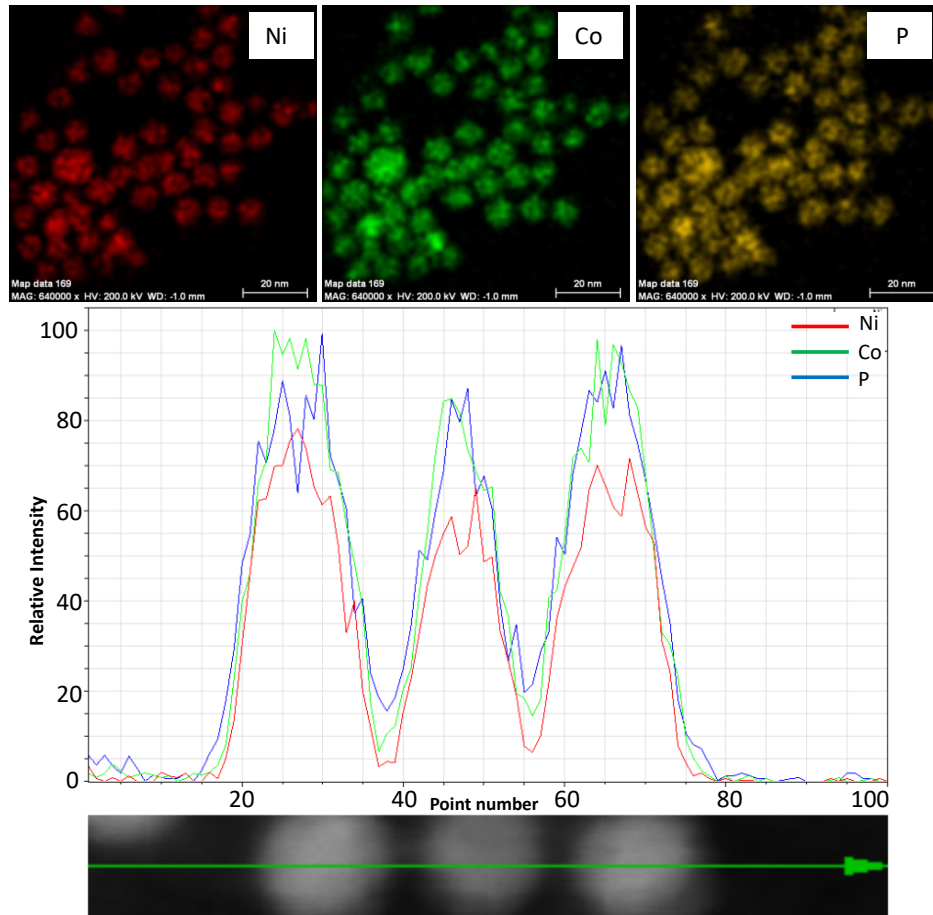 Ni
Co
P
Map data 169
MAG: 640000 x HV: 200.0 kV WD: -1.0 mm
20 nm
Map data 169
MAG: 640000 x HV: 200.0 kV WD: -1.0 mm
20 nm
Map data 169
MAG: 640000 x HV: 200.0 kV WD: -1.0 mm
20 nm
Ni
Co
P
100
80
60
40
20
0
Relative Intensity
20
40
Point number
60
80
100